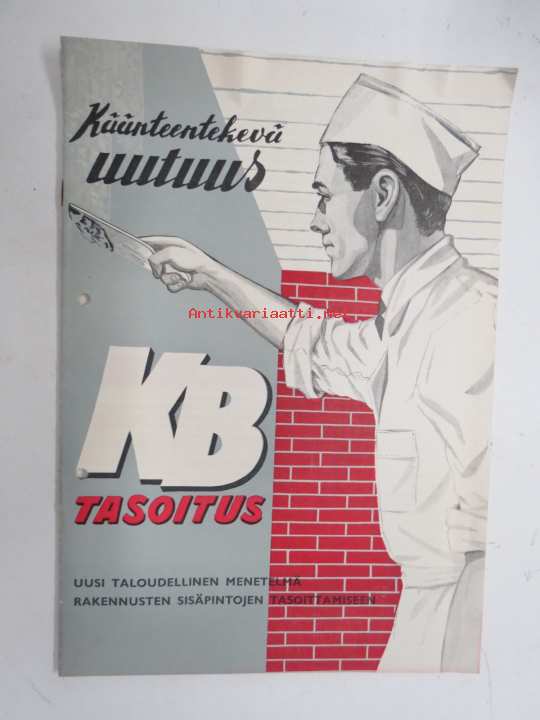 Käänteentekevä
uutuus
Antikvariaatti.net
KB
TASOITUS
UUSI TALOUDELLINEN MENETELMÄ
RAKENNUSTEN SISÄPINTOJEN TASOITTAMISEEN